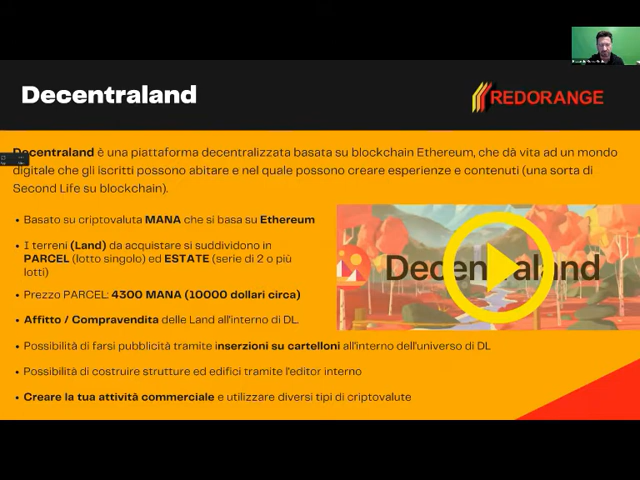 Decentraland
REDORANGE
Decentraland è una piattaforma decentralizzata basata su blockchain Ethereum, che dà vita ad un mondo
digitale che gli iscritti possono abitare e nel quale possono creare esperienze e contenuti (una sorta di
Second Life su blockchain).
• Basato su criptovaluta MANA che si basa su Ethereum
• I terreni (Land) da acquistare si suddividono in
PARCEL (lotto singolo) ed ESTATE (serie di 2 o più
lotti)
• Prezzo PARCEL: 4300 MANA (10000 dollari circa)
• Affitto / Compravendita delle Land all'interno di DL.
Decentraland
• Possibilità di farsi pubblicità tramite inserzioni su cartelloni all'interno dell'universo di DL
• Possibilità di costruire strutture ed edifici tramite l'editor interno
• Creare la tua attività commerciale e utilizzare diversi tipi di criptovalute